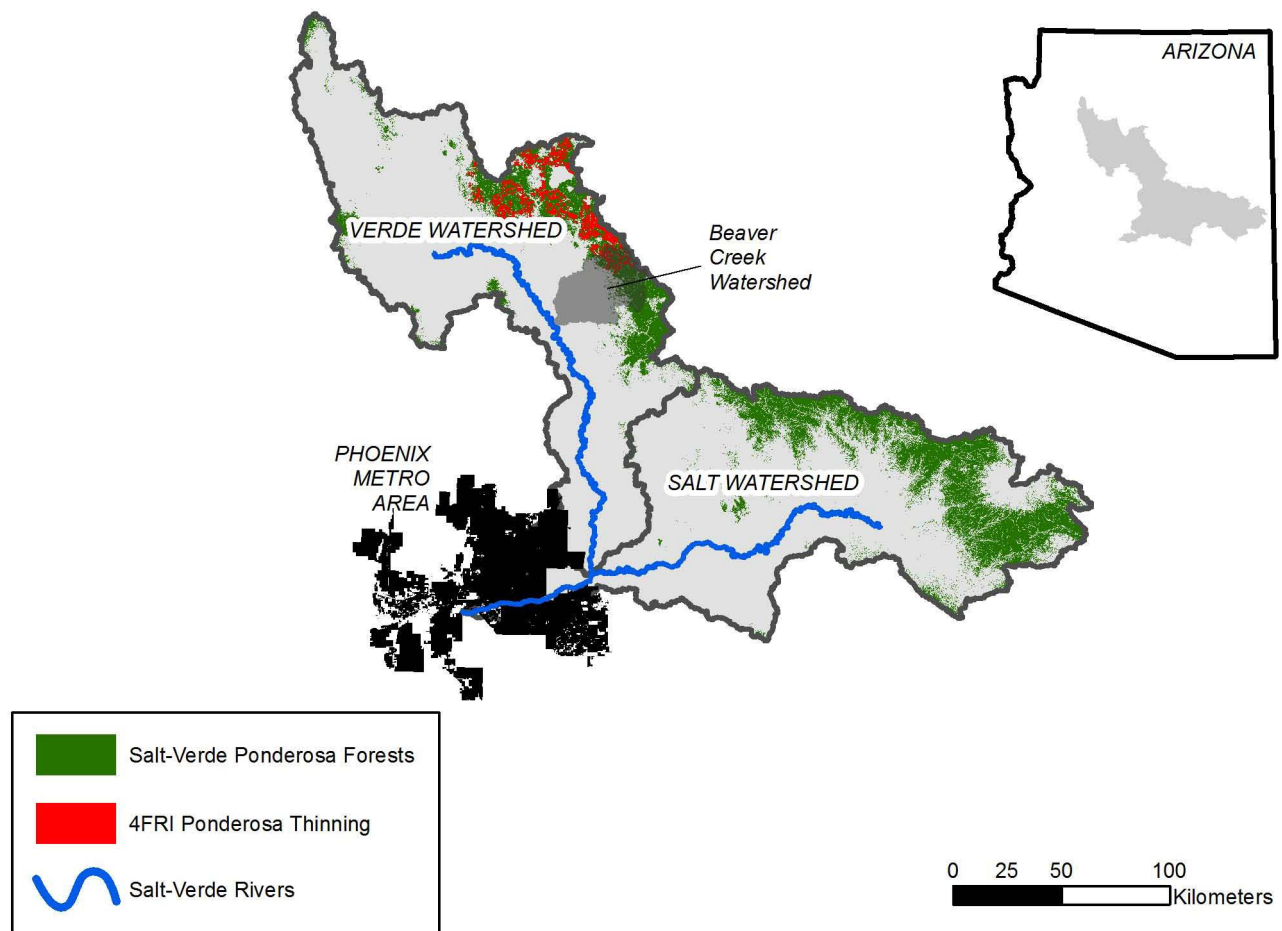 ARIZONA
VERDE WATERSHED
Beaver
Creek
Watershed
PHOENIX
METRO
AREA
SALT WATERSHED
Salt-Verde Ponderosa Forests
4FRI Ponderosa Thinning
Salt-Verde Rivers
0 25 50 100
Kilometers